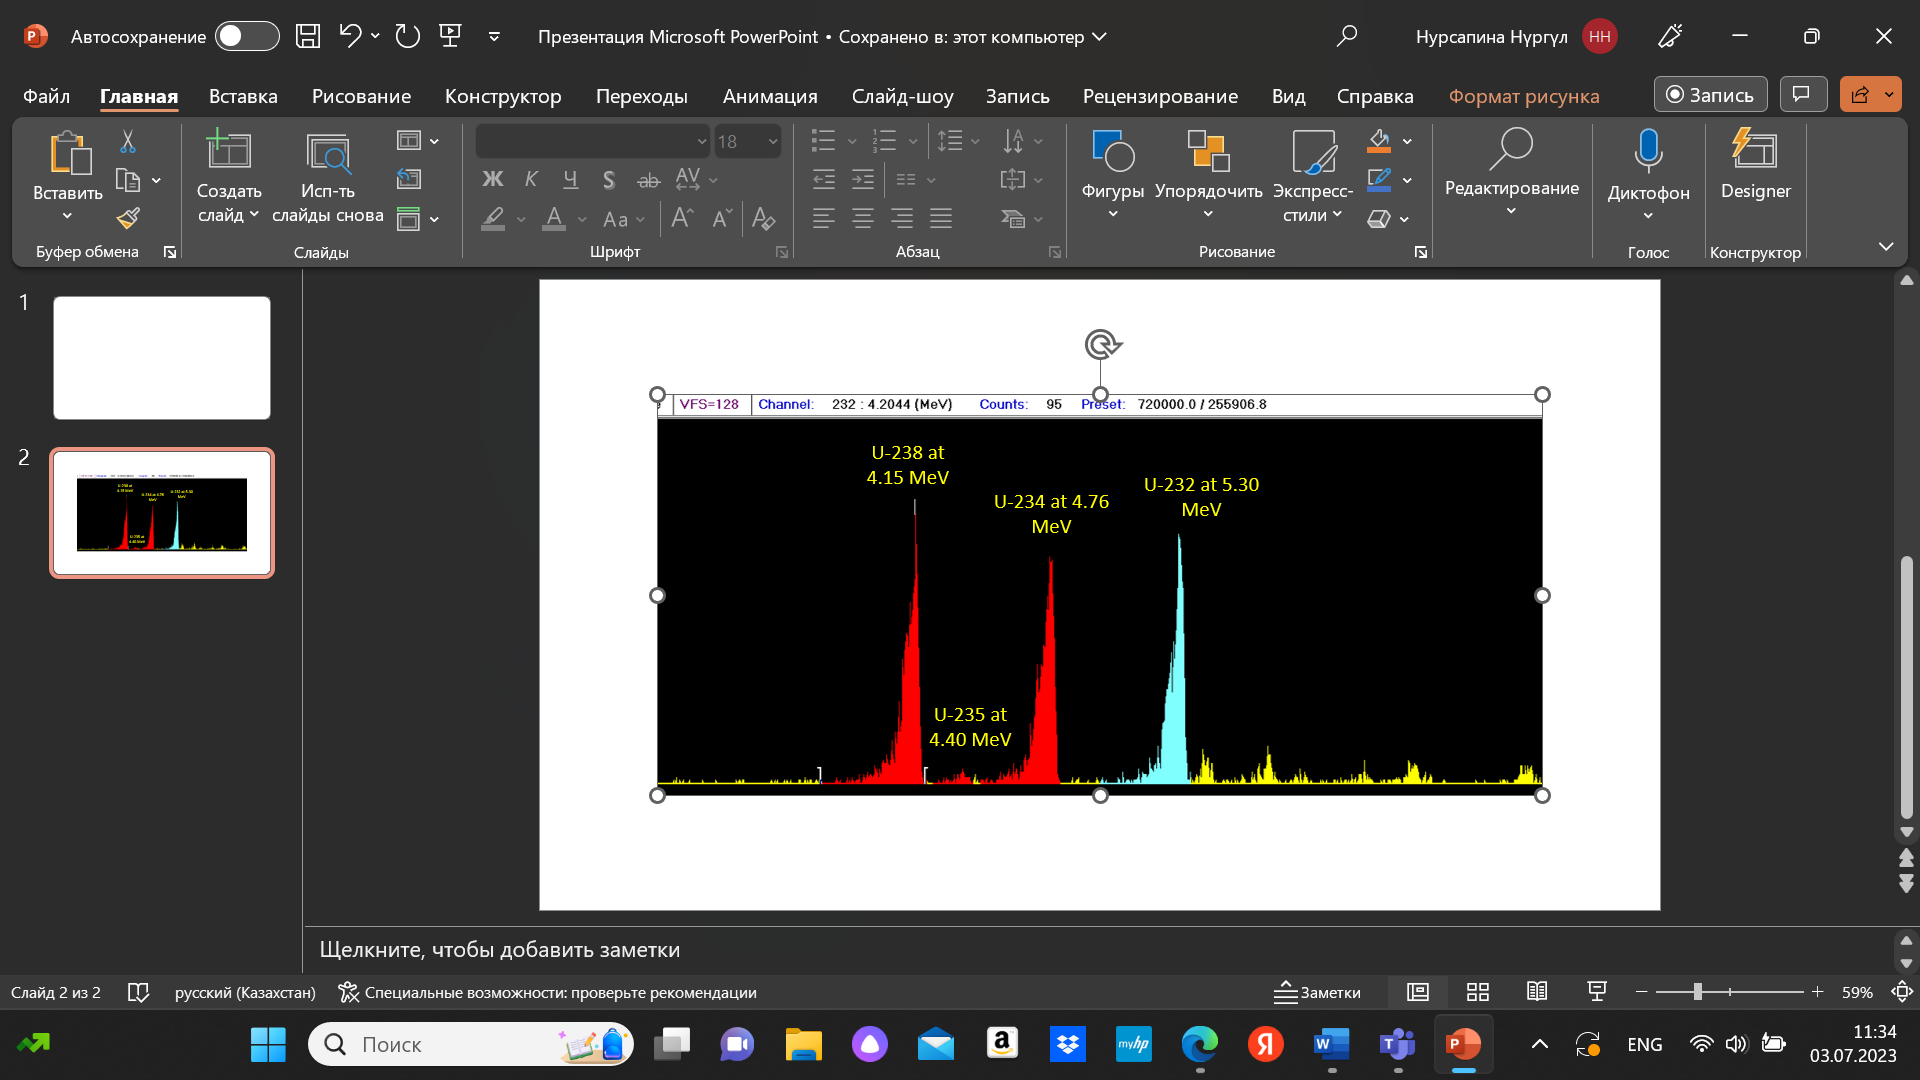 Автосохранение
Презентация Microsoft PowerPoint • Сохранено в: этот компьютер
Нурсапина Нүргүл
НН
Файл Главная Вставка Рисование Конструктор Переходы Анимация Слайд-шоу Запись Рецензирование Вид Справка Формат рисунка
Запись
Вставить
Буфер обмена
Создать
слайд
Исп-ть
слайды снова
Слайды
18
Ж К Ч S ab AV
A Aa A A A
Шрифт
Абзац
Фигуры
Упорядочить
Экспресс-
стили
Рисование
Редактирование
Диктофон
Голос
Designer
Конструктор
1
2
VFS=128 Channel: 232 : 4.2044 (MeV) Counts: 95 Preset: 720000.0 / 255906.8
U-238 at
4.15 MeV
U-234 at 4.76
MeV
U-232 at 5.30
MeV
U-235 at
4.40 MeV
Щелкните, чтобы добавить заметки
Слайд 2 из 2
русский (Казахстан)
Специальные возможности: проверьте рекомендации
Заметки
59%
Поиск
ENG
11:34
03.07.2023